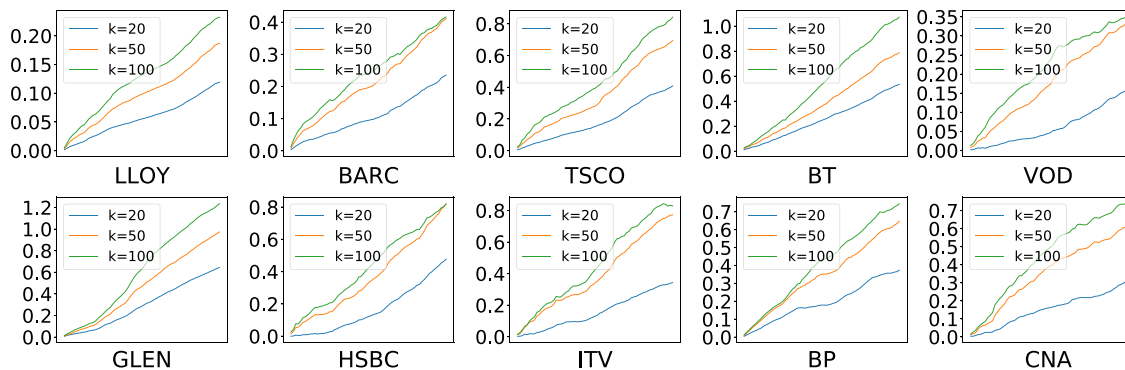 0.20
0.15
0.10
0.05
0.00
k=20
k=50
k=100
LLOY
0.4
0.3
0.2
0.1
0.0
k=20
k=50
k=100
BARC
0.8
0.6
0.4
0.2
0.0
k=20
k=50
k=100
TSCO
1.0
0.8
0.6
0.4
0.2
0.0
k=20
k=50
k=100
BT
0.35
0.30
0.25
0.20
0.15
0.10
0.05
0.00
k=20
k=50
k=100
VOD
1.2
1.0
0.8
0.6
0.4
0.2
0.0
k=20
k=50
k=100
GLEN
0.8
0.6
0.4
0.2
0.0
k=20
k=50
k=100
HSBC
0.8
0.6
0.4
0.2
0.0
k=20
k=50
k=100
ITV
0.7
0.6
0.5
0.4
0.3
0.2
0.1
0.0
k=20
k=50
k=100
BP
0.7
0.6
0.5
0.4
0.3
0.2
0.1
0.0
k=20
k=50
k=100
CNA